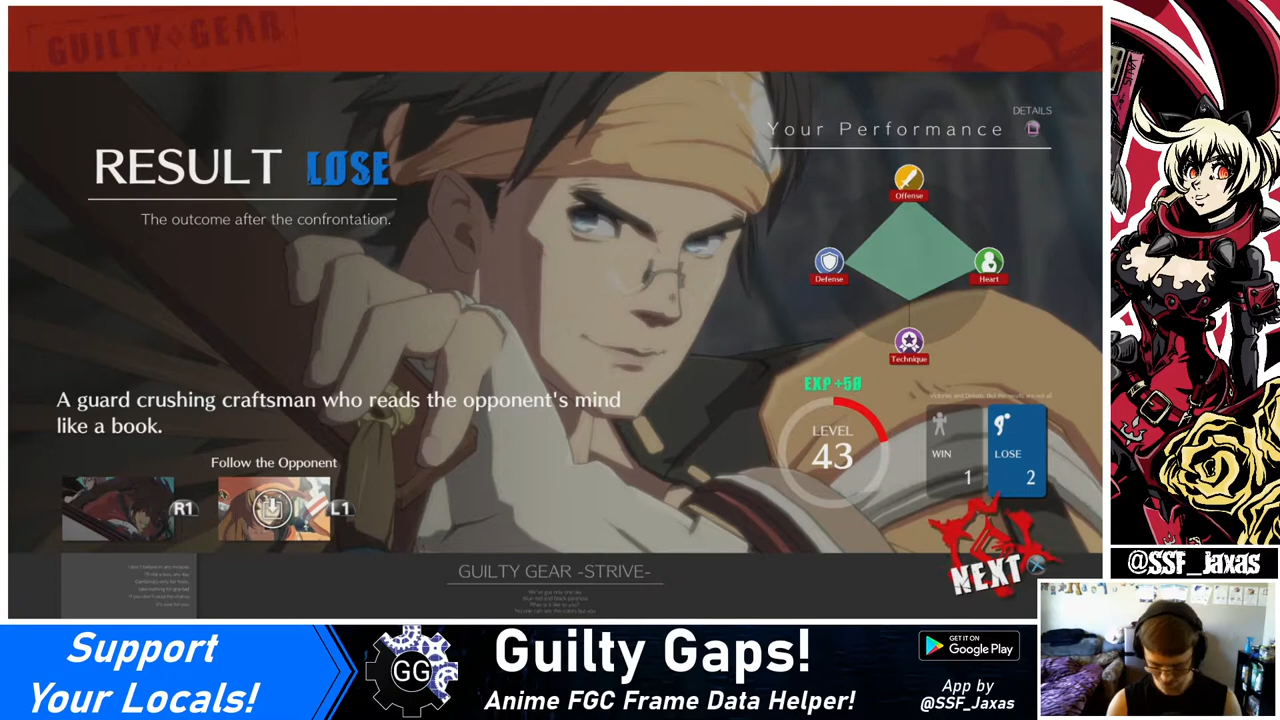 GUILTY GEAR
DETAILS
Your Performance
RESULT LOSE
The outcome after the confrontation.
Offense
Defense
Heart
Technique
A guard crushing craftsman who reads the opponent's mind
like a book.
EXP +50
LEVEL
43
WIN
1
LOSE
2
Follow the Opponent
R1
L1
NEXT
GUILTY GEAR -STRIVE-
@SSF_Jaxas
Support
Your Locals!
GG
Guilty Gaps!
Anime FGC Frame Data Helper!
GET IT ON
Google Play
App by
@SSF_Jaxas